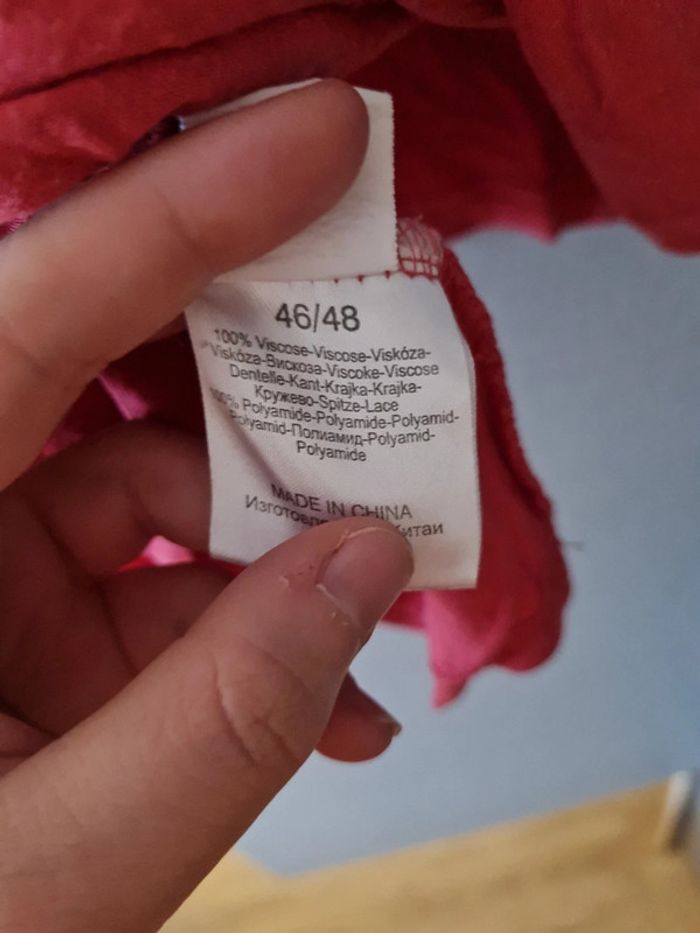 46/48
100% Viscose-Viscose-Viskóza-
Viskóza-Вискоза-Viscoke-Viscose
Dentelle-Kant-Krajka-Krajka-
Кружево-Spitze-Lace
100% Polyamide-Polyamide-Polyamid-
Polyamid-Полиамид-Polyamid-
Polyamide
MADE IN CHINA